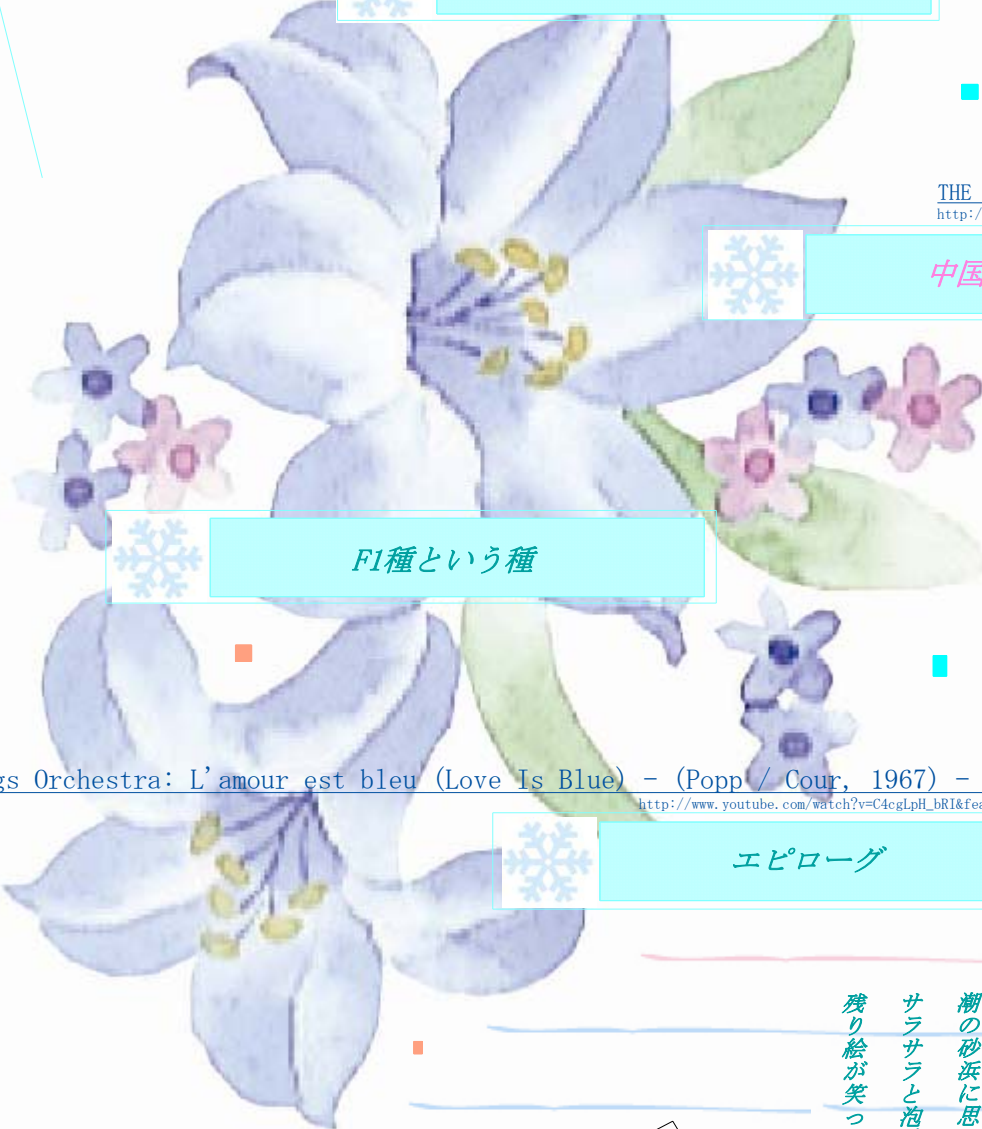 THE
http:/
中国
F1種という種
gs Orchestra: L'amour est bleu (Love Is Blue) - (Popp / Cour, 1967) -
http://www.youtube.com/watch?v=C4cgLpH_bRI&fea
エピローグ
潮の砂浜に思
サラサラと泡
残り絵が笑っ